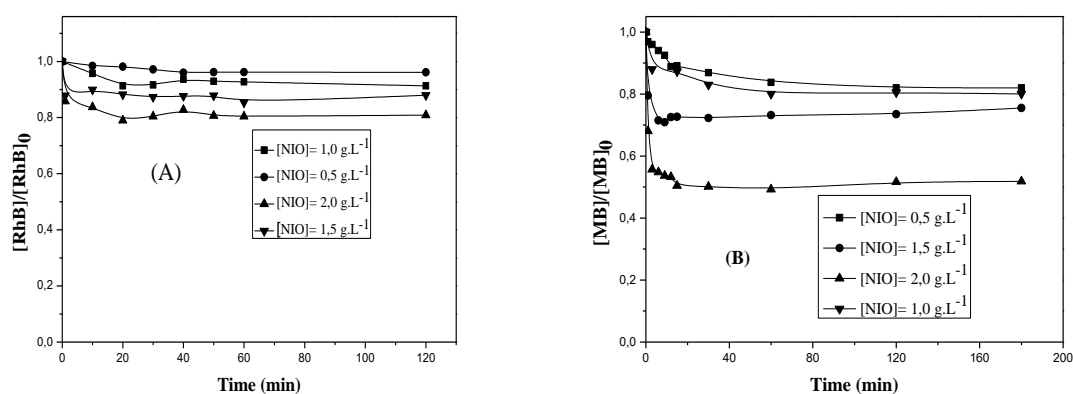 1,0
0,8
0,6
0,4
0,2
0,0
[RhB]/[RhB]0
(A)
[NIO]= 1,0 g.L-1
[NIO]= 0,5 g.L-1
[NIO]= 2,0 g.L-1
[NIO]= 1,5 g.L-1
0 20 40 60 80 100 120
Time (min)
1,0
0,8
0,6
0,4
0,2
0,0
[MB]/[MB]0
(B)
[NIO]= 0,5 g.L-1
[NIO]= 1,5 g.L-1
[NIO]= 2,0 g.L-1
[NIO]= 1,0 g.L-1
0 40 80 120 160 200
Time (min)